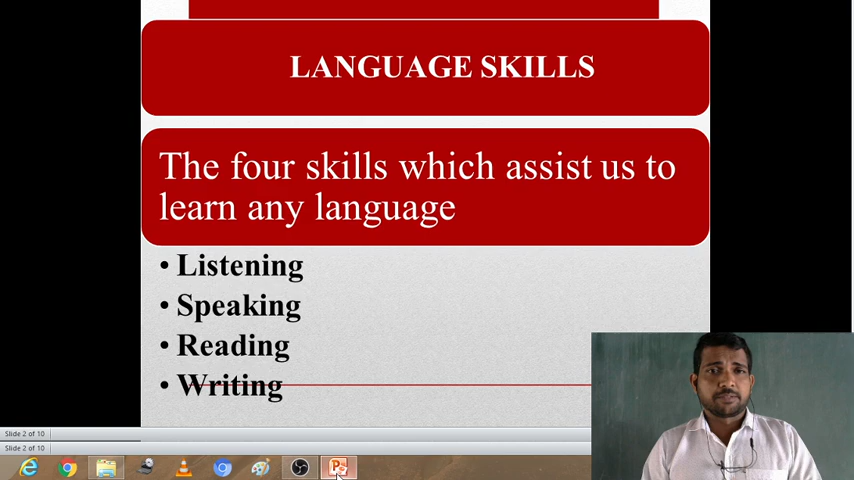 LANGUAGE SKILLS
The four skills which assist us to
learn any language
• Listening
• Speaking
• Reading
• Writing
Slide 2 of 10
Slide 2 of 10